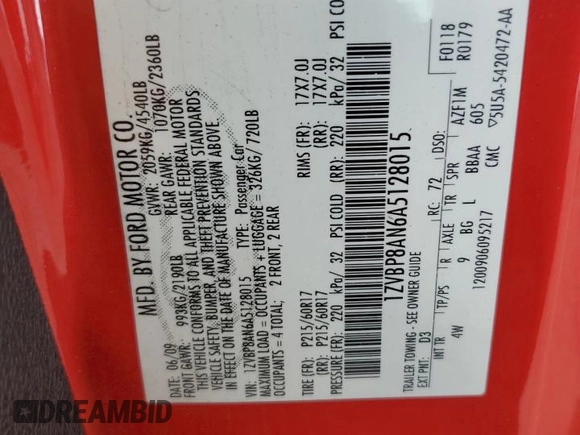 MFD. BY FORD MOTOR CO.
DATE: 06/09 GVWR: 2059KG/4540LB
FRONT GAWR: 993KG/2190LB REAR GAWR: 1070KG/2360LB
THIS VEHICLE CONFORMS TO ALL APPLICABLE FEDERAL MOTOR
VEHICLE SAFETY, BUMPER, AND THEFT PREVENTION STANDARDS
IN EFFECT ON THE DATE OF MANUFACTURE SHOWN ABOVE.
VIN: 1ZVBP8AN6A5128015 TYPE: Passenger Car
MAXIMUM LOAD = OCCUPANTS + LUGGAGE = 326KG/ 720LB
OCCUPANTS = 4 TOTAL: 2 FRONT, 2 REAR
TIRE (FR): P215/60R17 RIMS (FR): 17X7.0J
(RR): P215/60R17 (RR): 17X7.0J
PRESSURE (FR): 220 kPa/ 32 PSI COLD (RR): 220 kPa/ 32 PSI CO
1ZVBP8AN6A5128015
TRAILER TOWING - SEE OWNER GUIDE
F0118
EXT PNT: D3 RC: 72 DSO: R0179
INT TR TP/PS R AXLE TR SPR AZF1M
4W 9 BG L BBAA 605
1200906095217 CMC ▽5U5A-5420472-AA
DREAMBID